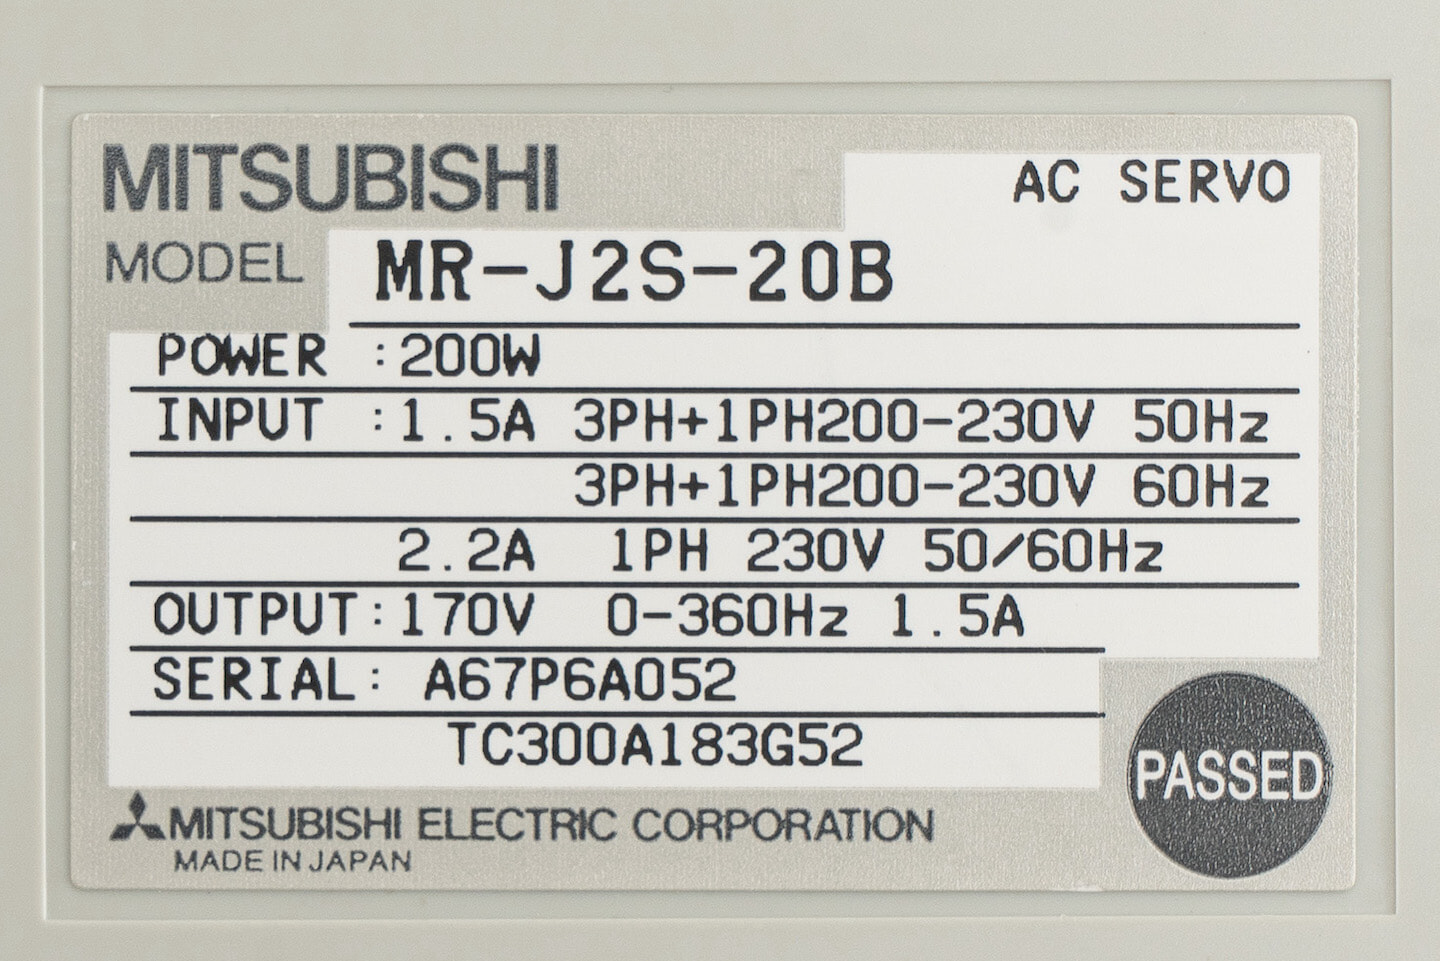 MITSUBISHI
AC SERVO
MODEL MR-J2S-20B
POWER :200W
INPUT :1.5A 3PH+1PH200-230V 50Hz
3PH+1PH200-230V 60Hz
2.2A 1PH 230V 50/60Hz
OUTPUT:170V 0-360Hz 1.5A
SERIAL: A67P6A052
TC300A183G52
PASSED
MITSUBISHI ELECTRIC CORPORATION
MADE IN JAPAN